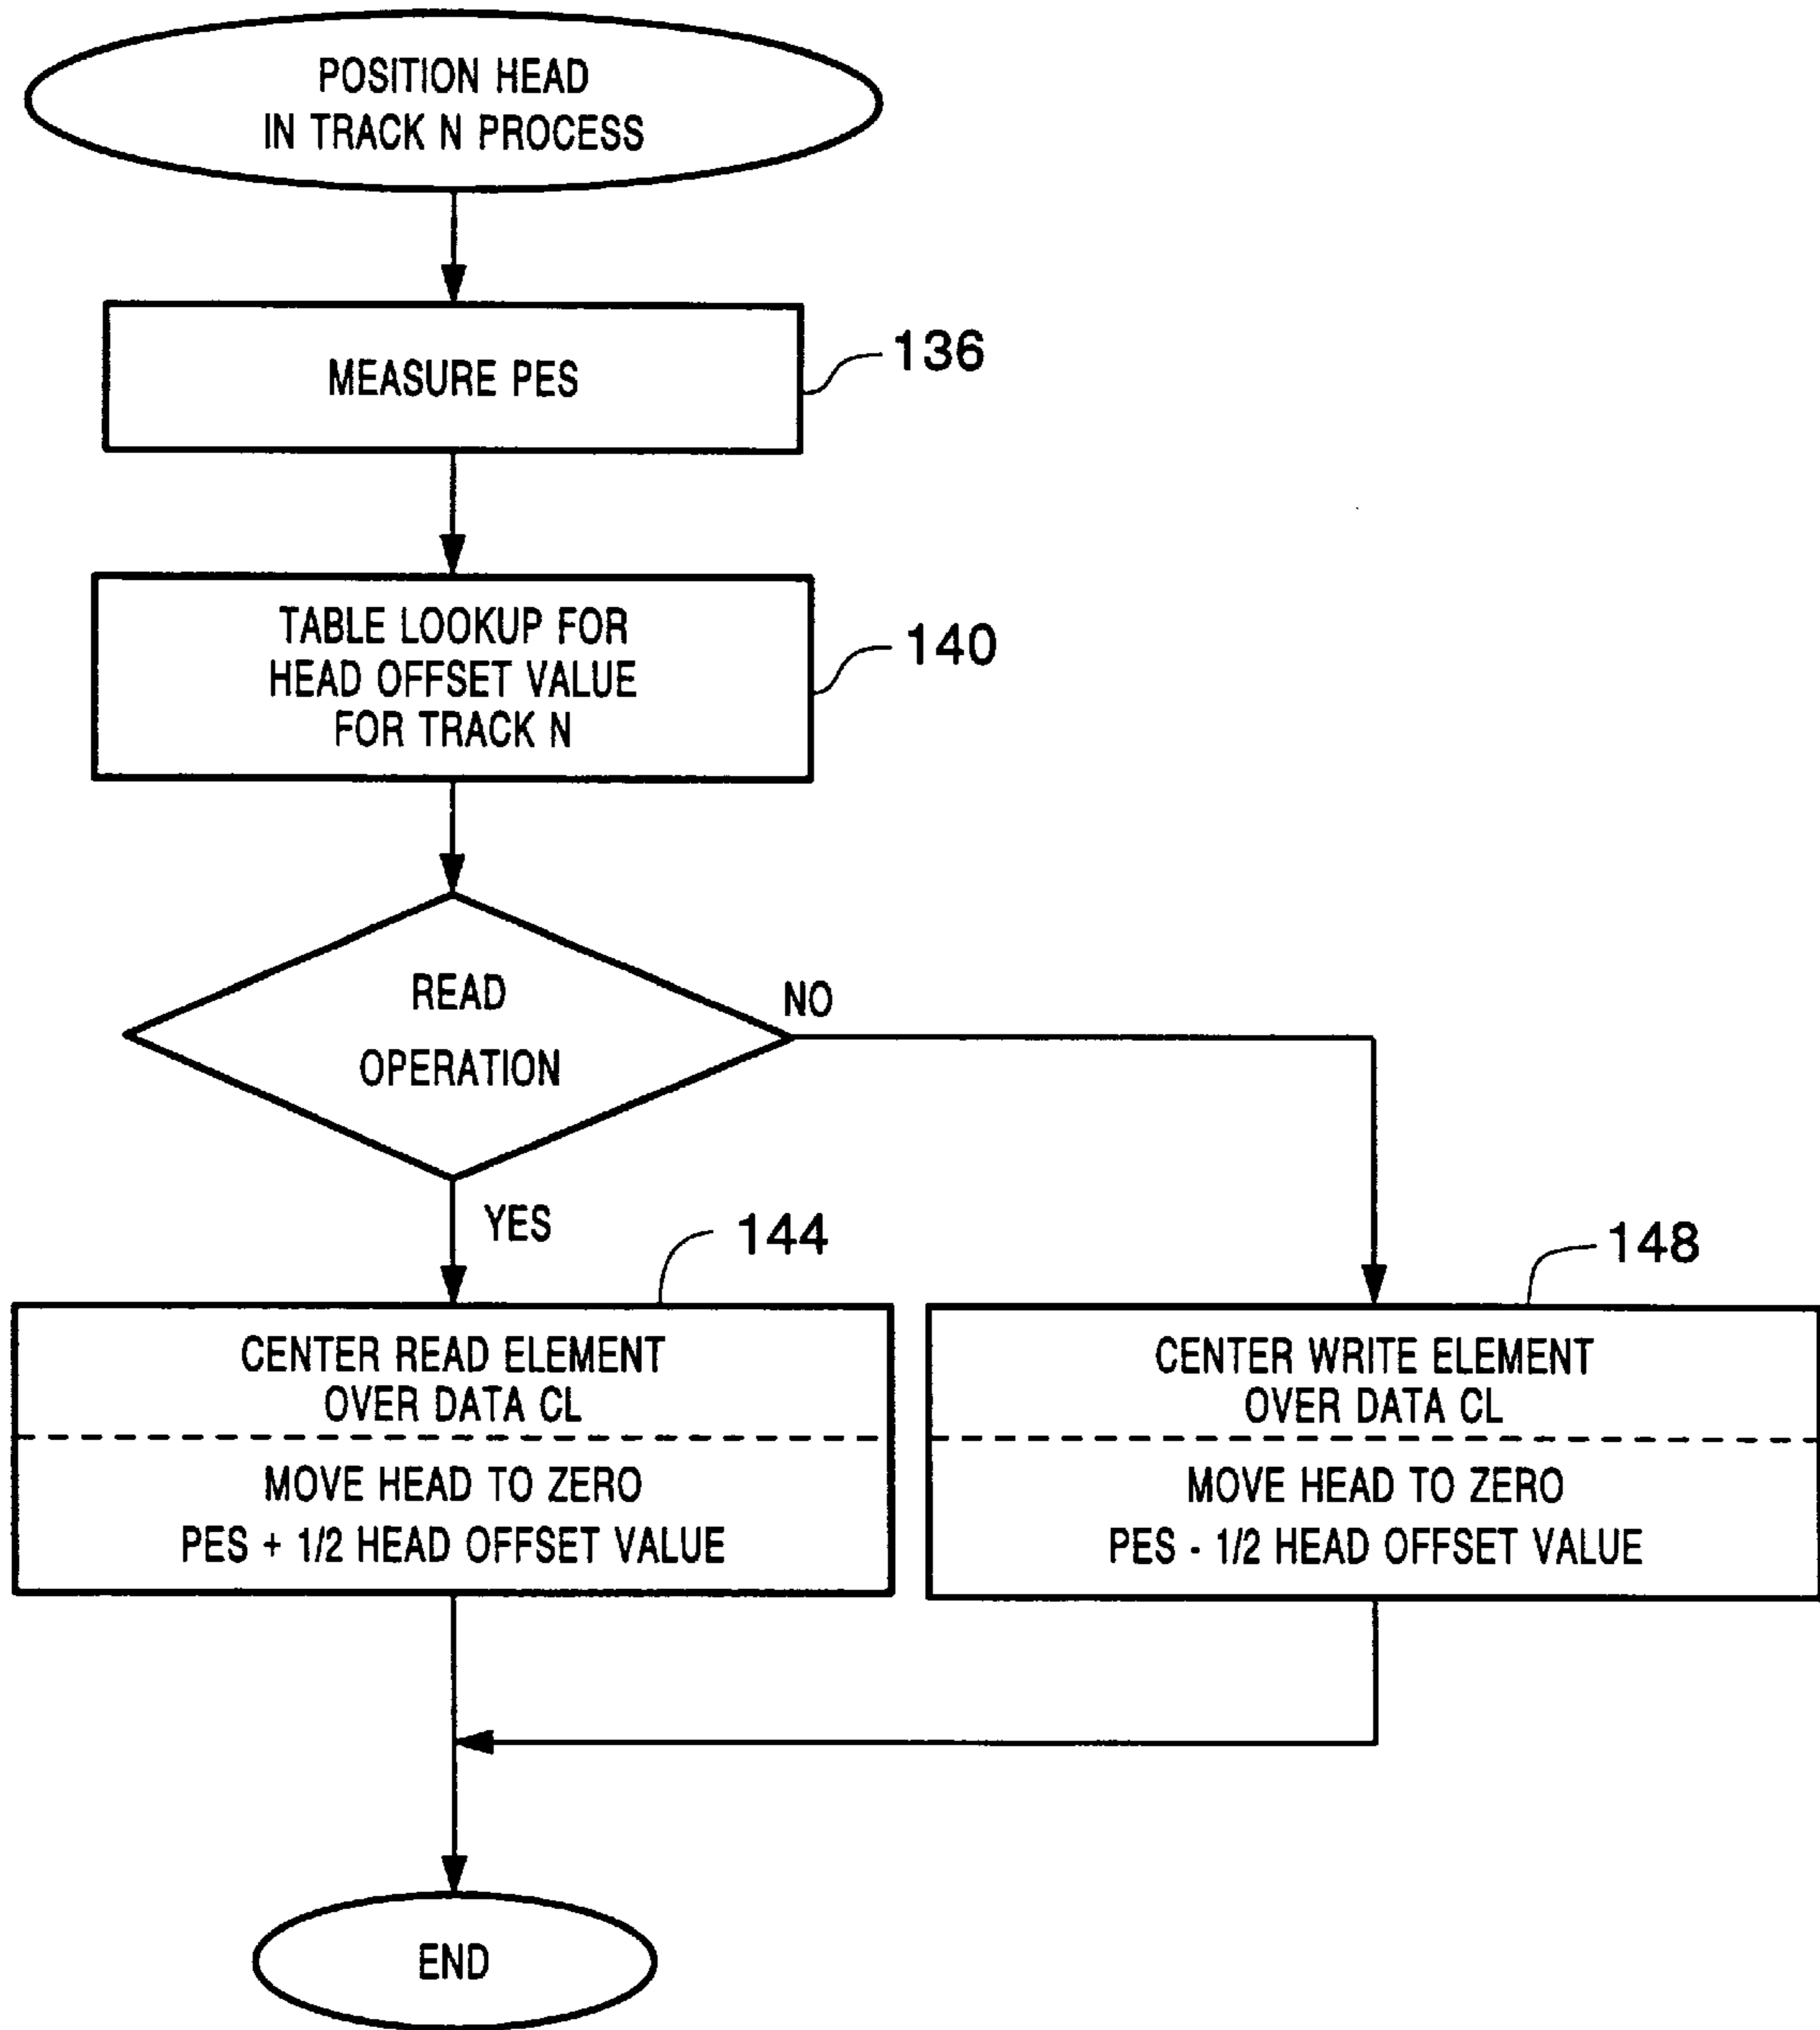 POSITION HEAD
IN TRACK N PROCESS
MEASURE PES
136
TABLE LOOKUP FOR
HEAD OFFSET VALUE
FOR TRACK N
140
READ
OPERATION
NO
YES
144
CENTER READ ELEMENT
OVER DATA CL
MOVE HEAD TO ZERO
PES + 1/2 HEAD OFFSET VALUE
148
CENTER WRITE ELEMENT
OVER DATA CL
MOVE HEAD TO ZERO
PES - 1/2 HEAD OFFSET VALUE
END